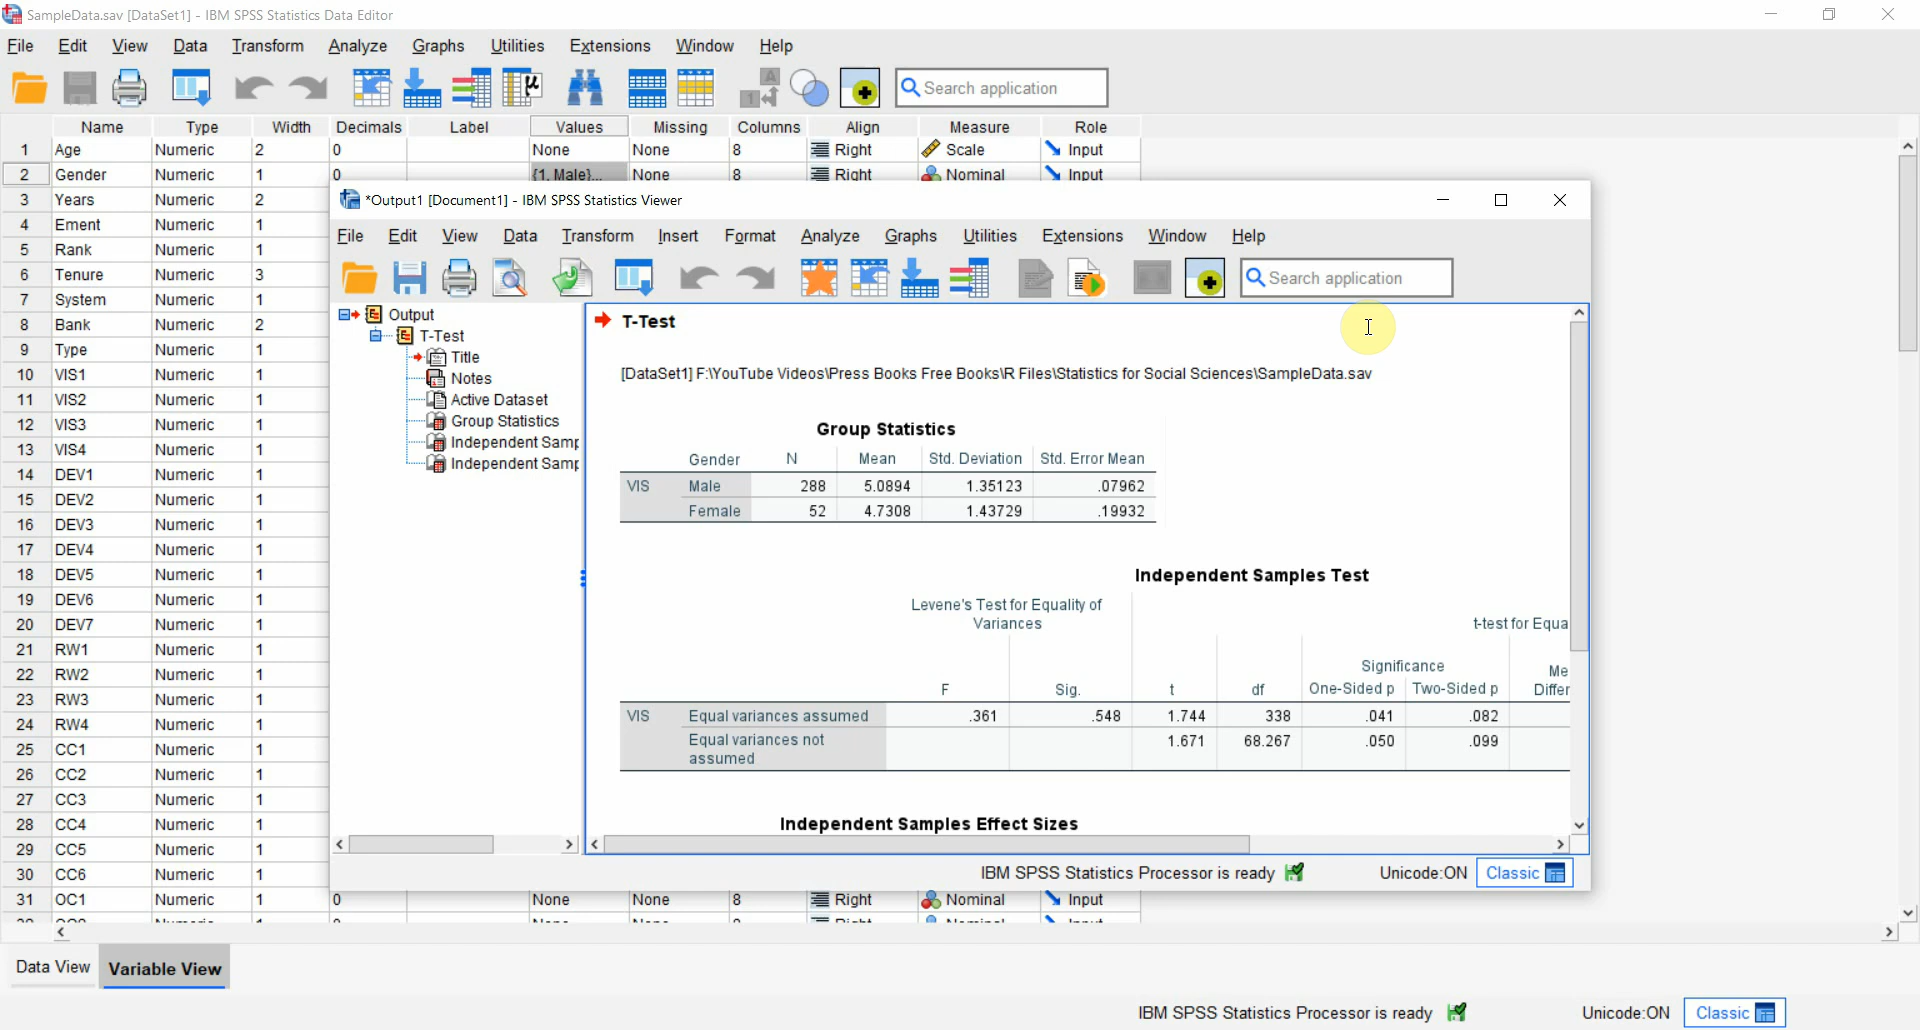 SampleData.sav [DataSet1] - IBM SPSS Statistics Data Editor
File Edit View Data Transform Analyze Graphs Utilities Extensions Window Help
Search application
Name Type Width Decimals Label Values Missing Columns Align Measure Role
1 Age Numeric 2 0 None None 8 Right Scale Input
2 Gender Numeric 1 0 {1, Male}... None 8 Right Nominal Input
3 Years Numeric 2
4 Ement Numeric 1
5 Rank Numeric 1
6 Tenure Numeric 3
7 System Numeric 1
8 Bank Numeric 2
9 Type Numeric 1
10 VIS1 Numeric 1
11 VIS2 Numeric 1
12 VIS3 Numeric 1
13 VIS4 Numeric 1
14 DEV1 Numeric 1
15 DEV2 Numeric 1
16 DEV3 Numeric 1
17 DEV4 Numeric 1
18 DEV5 Numeric 1
19 DEV6 Numeric 1
20 DEV7 Numeric 1
21 RW1 Numeric 1
22 RW2 Numeric 1
23 RW3 Numeric 1
24 RW4 Numeric 1
25 CC1 Numeric 1
26 CC2 Numeric 1
27 CC3 Numeric 1
28 CC4 Numeric 1
29 CC5 Numeric 1
30 CC6 Numeric 1
31 OC1 Numeric 1 0 None None 8 Right Nominal Input
*Output1 [Document1] - IBM SPSS Statistics Viewer
File Edit View Data Transform Insert Format Analyze Graphs Utilities Extensions Window Help
Search application
Output
T-Test
Title
Notes
Active Dataset
Group Statistics
Independent Samp
Independent Samp
T-Test
[DataSet1] F:\YouTube Videos\Press Books Free Books\R Files\Statistics for Social Sciences\SampleData.sav
Group Statistics
Gender N Mean Std. Deviation Std. Error Mean
VIS Male 288 5.0894 1.35123 .07962
Female 52 4.7308 1.43729 .19932
Independent Samples Test
Levene's Test for Equality of
Variances
t-test for Equa
Significance
Me
F Sig. t df One-Sided p Two-Sided p Differ
VIS Equal variances assumed .361 .548 1.744 338 .041 .082
Equal variances not
assumed 1.671 68.267 .050 .099
Independent Samples Effect Sizes
IBM SPSS Statistics Processor is ready Unicode:ON Classic
Data View Variable View
IBM SPSS Statistics Processor is ready Unicode:ON Classic